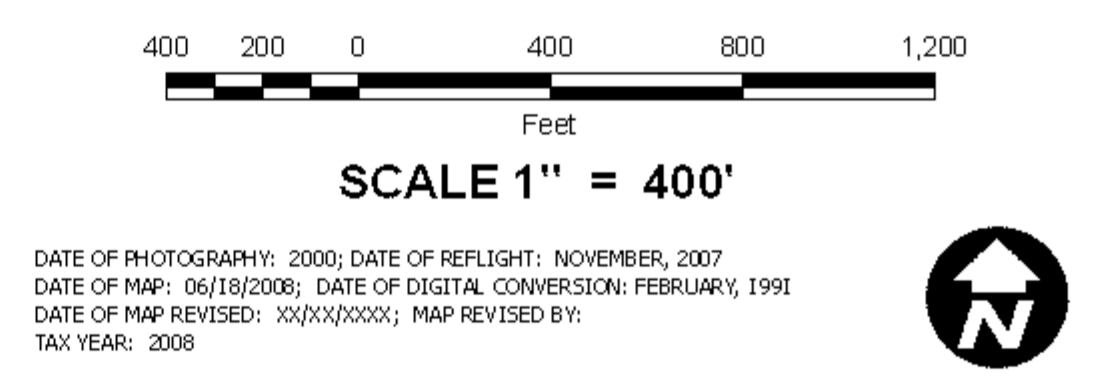 400 200 0 400 800 1,200
Feet
SCALE 1" = 400'
DATE OF PHOTOGRAPHY: 2000; DATE OF REFLIGHT: NOVEMBER, 2007
DATE OF MAP: 06/18/2008; DATE OF DIGITAL CONVERSION: FEBRUARY, 1991
DATE OF MAP REVISED: XX/XX/XXXX; MAP REVISED BY:
TAX YEAR: 2008
N